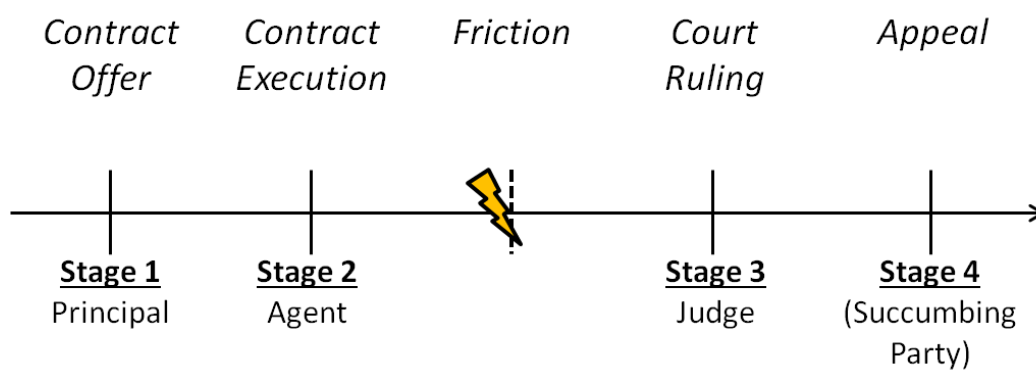 Contract Offer
Contract Execution
Friction
Court Ruling
Appeal
Stage 1
Principal
Stage 2
Agent
Stage 3
Judge
Stage 4
(Succumbing
Party)